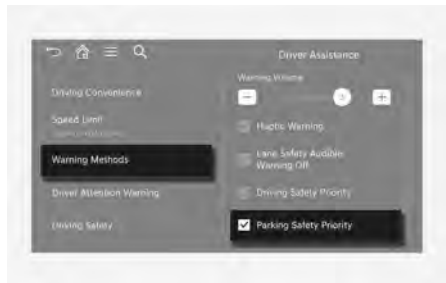 Driver Assistance
Driving Convenience
Speed Limit
Warning Methods
Driver Attention Warning
Driving Safety
Warning Volume
Haptic Warning
Lane Safety Audible
Warning Off
Driving Safety Priority
Parking Safety Priority